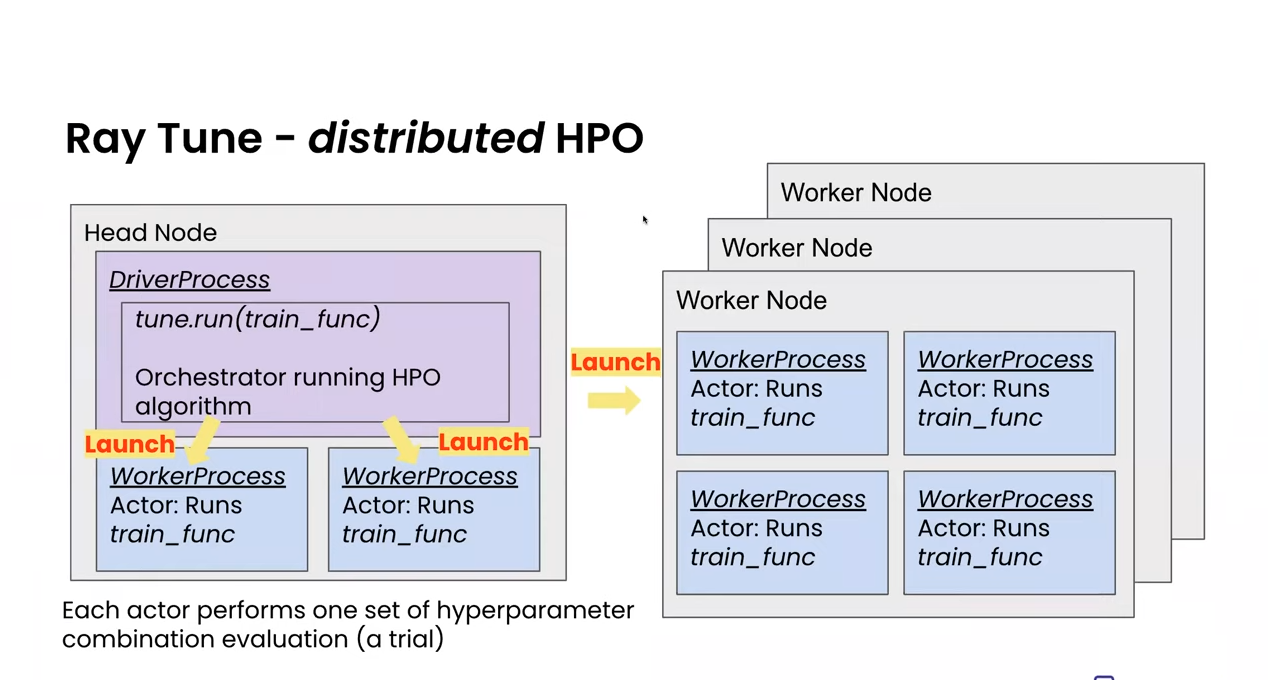 Ray Tune - distributed HPO
Head Node
DriverProcess
tune.run(train_func)
Orchestrator running HPO
algorithm
Launch
Launch
WorkerProcess
Actor: Runs
train_func
WorkerProcess
Actor: Runs
train_func
Each actor performs one set of hyperparameter
combination evaluation (a trial)
Launch
Worker Node
Worker Node
Worker Node
WorkerProcess
Actor: Runs
train_func
WorkerProcess
Actor: Runs
train_func
WorkerProcess
Actor: Runs
train_func
WorkerProcess
Actor: Runs
train_func